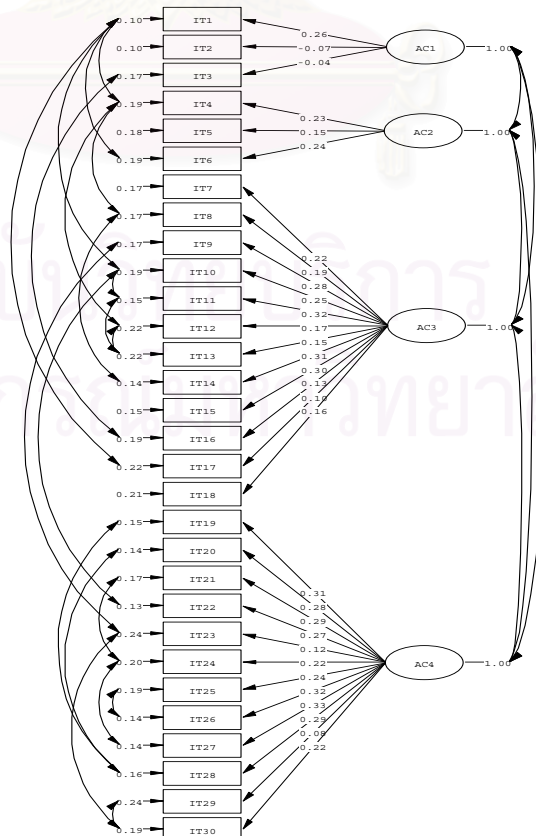 0.10 IT1
0.10 IT2
0.17 IT3
0.19 IT4
0.18 IT5
0.19 IT6
0.17 IT7
0.17 IT8
0.17 IT9
0.19 IT10
0.15 IT11
0.22 IT12
0.22 IT13
0.14 IT14
0.15 IT15
0.19 IT16
0.22 IT17
0.21 IT18
0.15 IT19
0.14 IT20
0.17 IT21
0.13 IT22
0.24 IT23
0.20 IT24
0.19 IT25
0.14 IT26
0.14 IT27
0.16 IT28
0.24 IT29
0.19 IT30
0.26
-0.07
-0.04
AC1 1.00
0.23
0.15
0.24
AC2 1.00
0.22
0.19
0.28
0.25
0.32
0.17
0.15
0.31
0.30
0.13
0.10
0.16
AC3 1.00
0.31
0.28
0.29
0.27
0.12
0.22
0.24
0.32
0.33
0.29
0.08
0.22
AC4 1.00